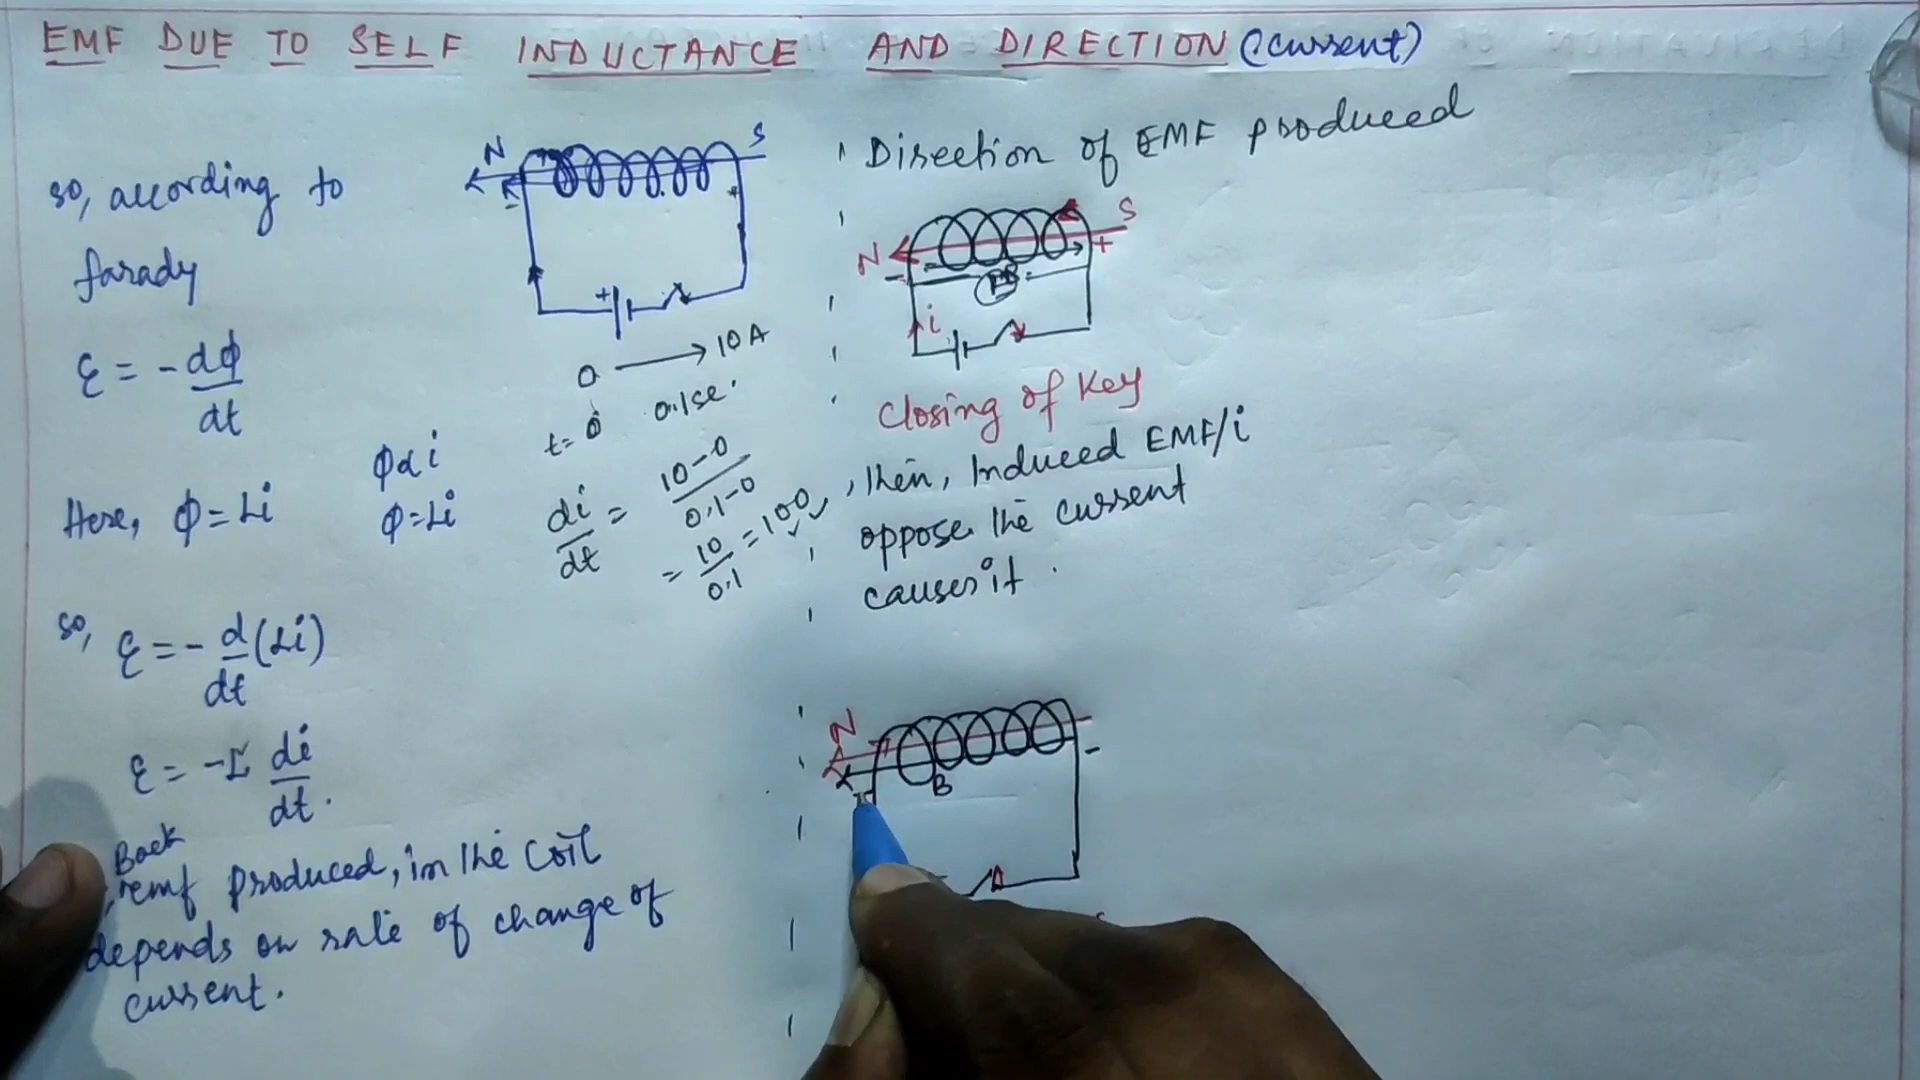 EMF DUE TO SELF INDUCTANCE AND DIRECTION (current)
so, according to
farady
ε = - dϕ
dt
Here, ϕ = Li
ϕ α i
ϕ = Li
so, ε = - d (Li)
dt
ε = - L di
dt.
Back
emf produced, in the coil
depends on rate of change of
current.
N S
- +
0 → 10 A
t = 0 0.1se.
di = 10-0
dt 0.1-0
= 10 = 100
0.1
Direction of EMF produced
N S
- +
i
Closing of Key
, then, Induced EMF/i
oppose the current
causes it.
N
-
B